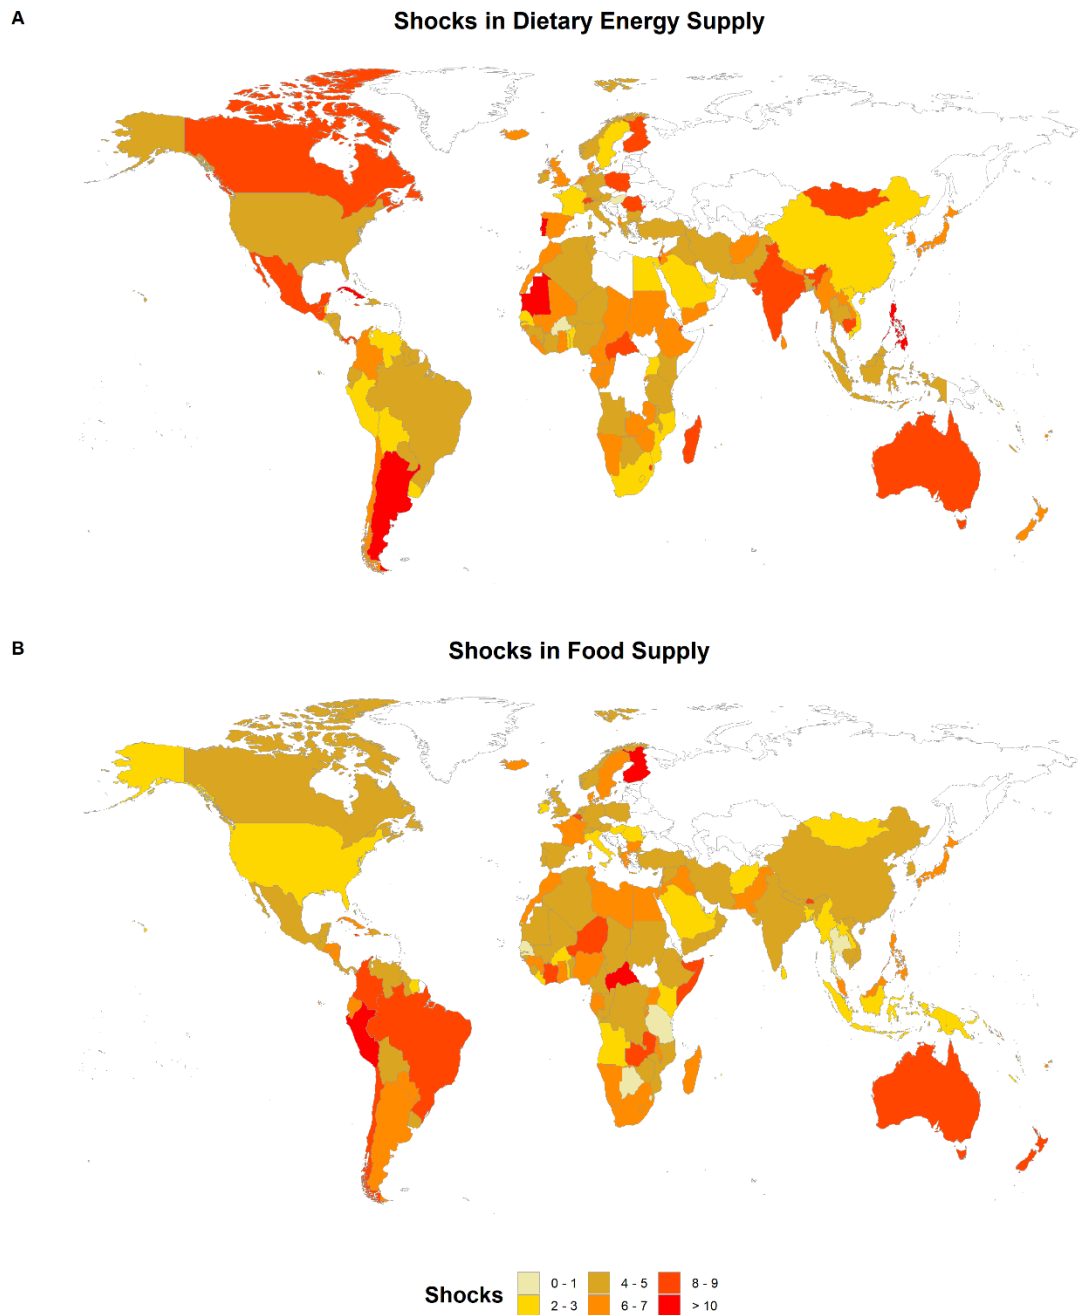 A
Shocks in Dietary Energy Supply
B
Shocks in Food Supply
Shocks
0 - 1
4 - 5
8 - 9
2 - 3
6 - 7
> 10